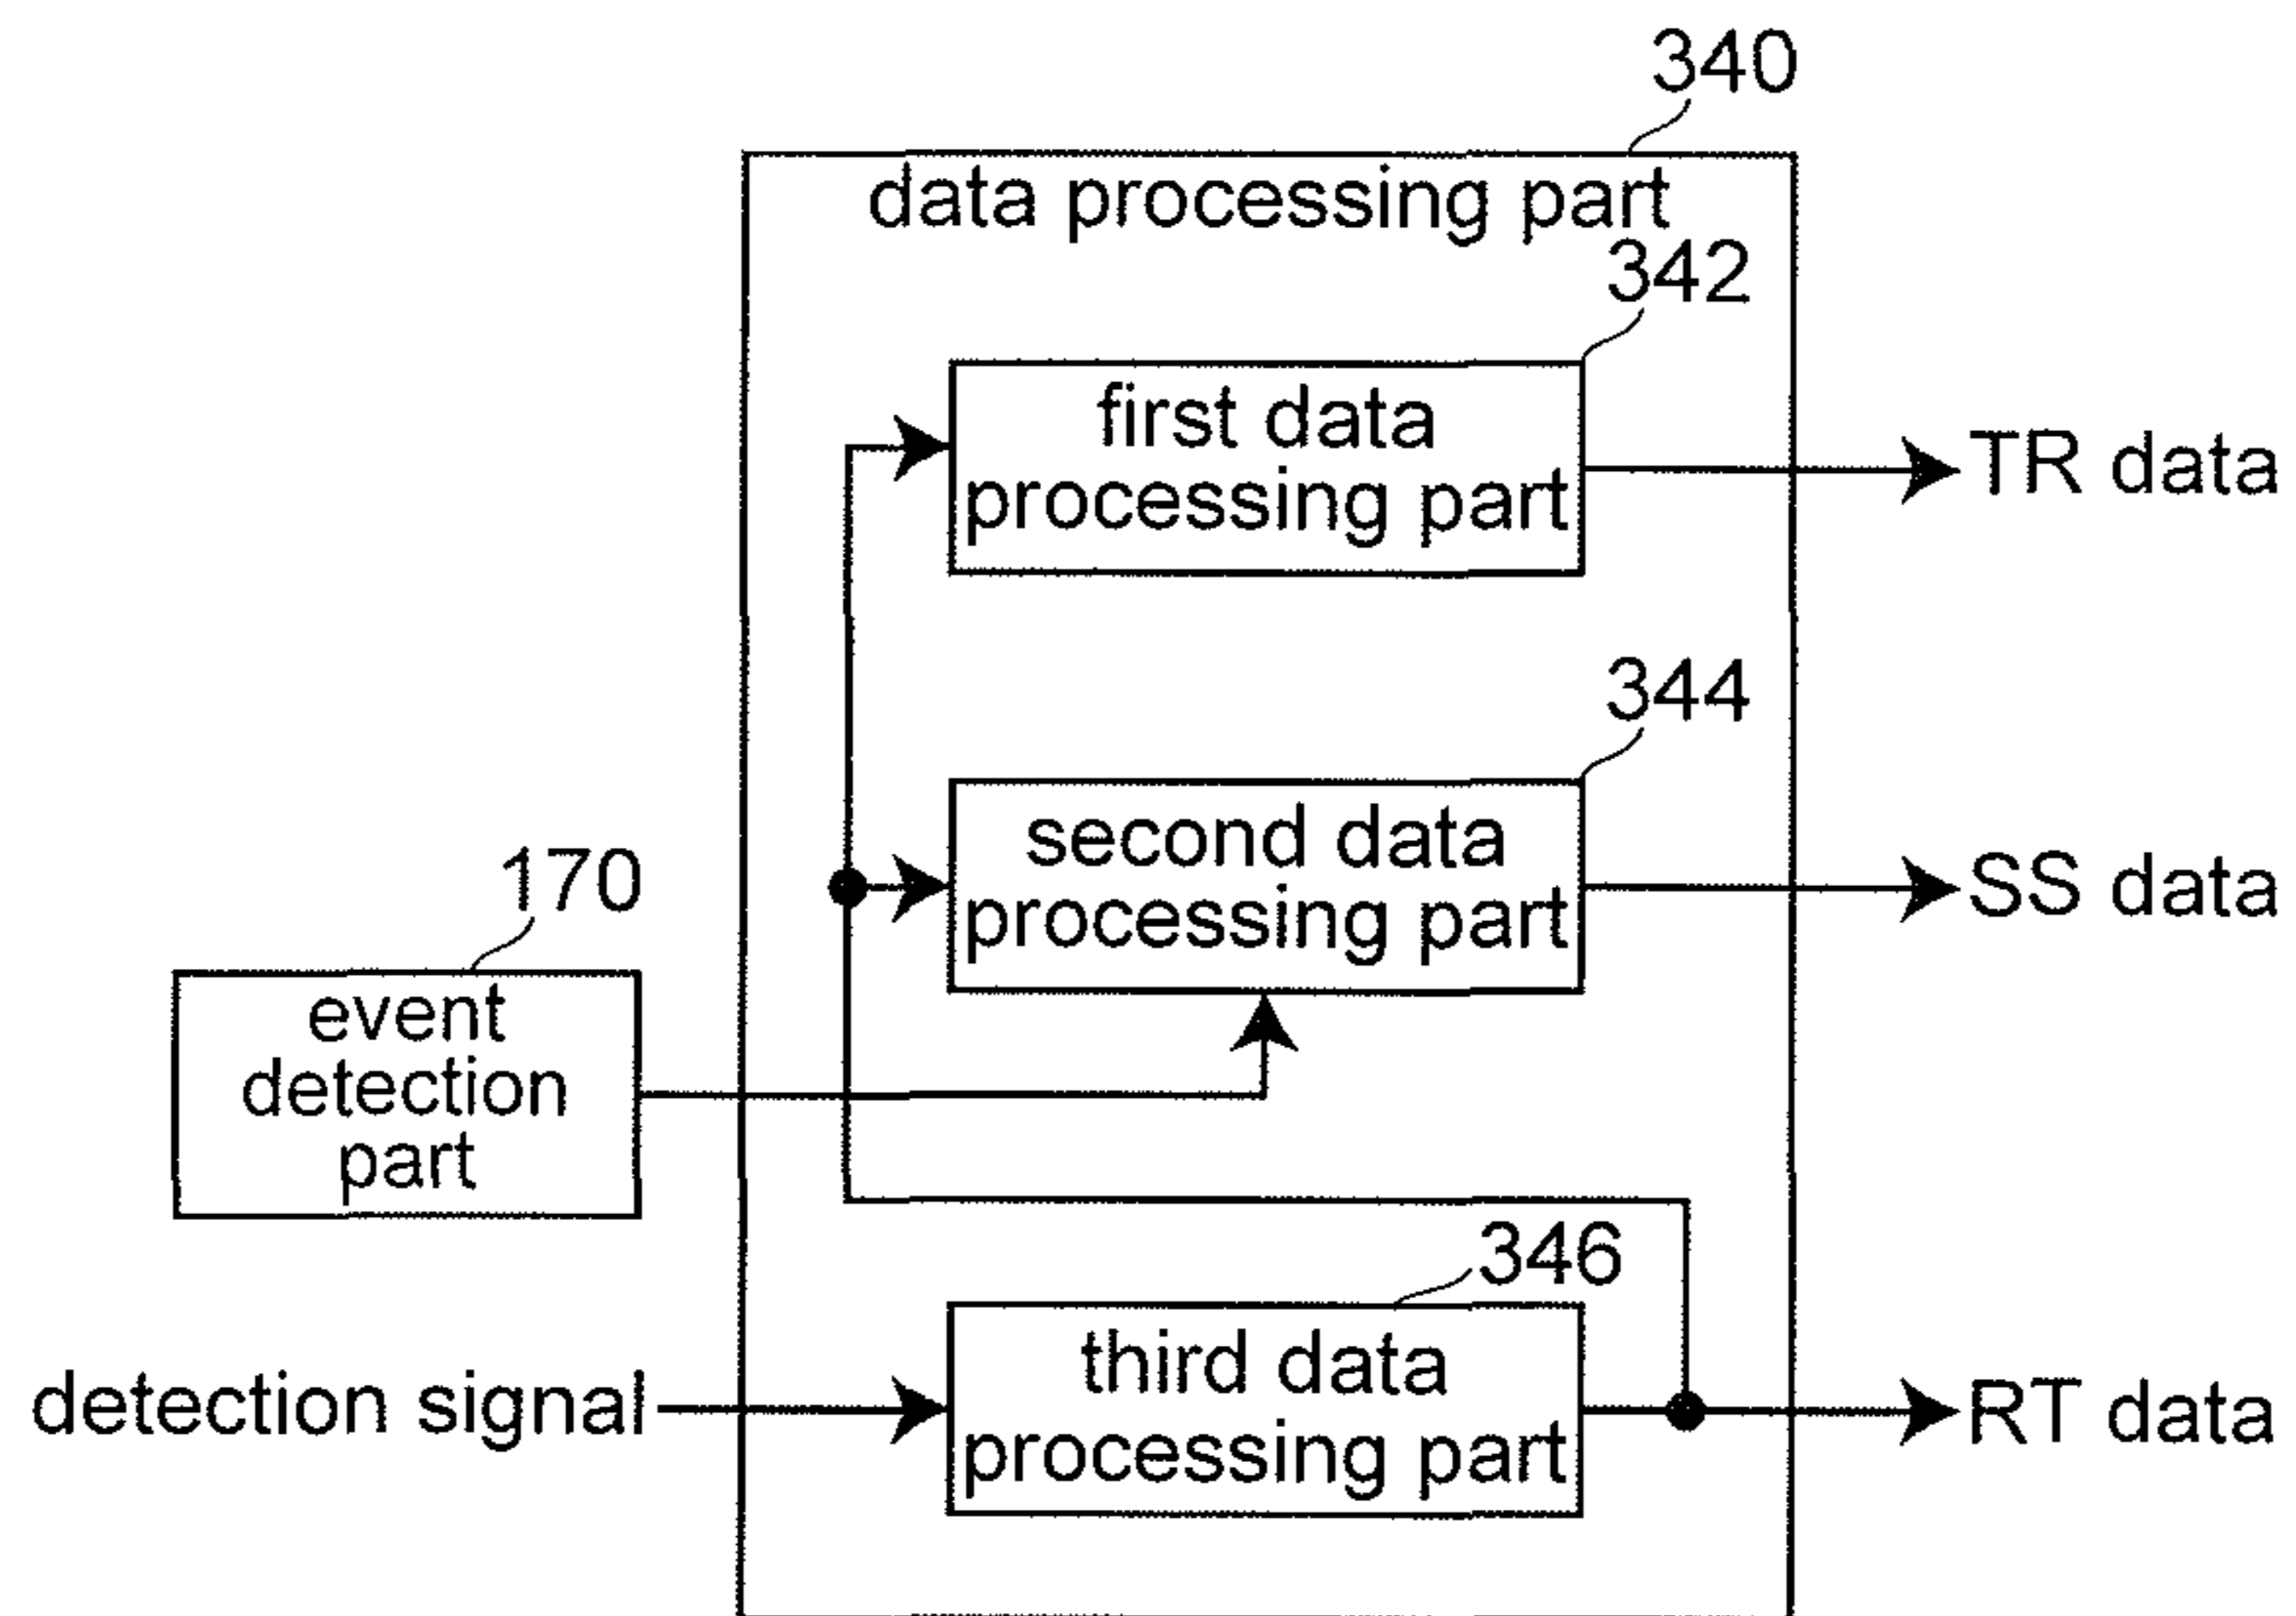 340
data processing part
342
first data
processing part
TR data
344
second data
processing part
SS data
170
event
detection
part
346
detection signal
third data
processing part
RT data